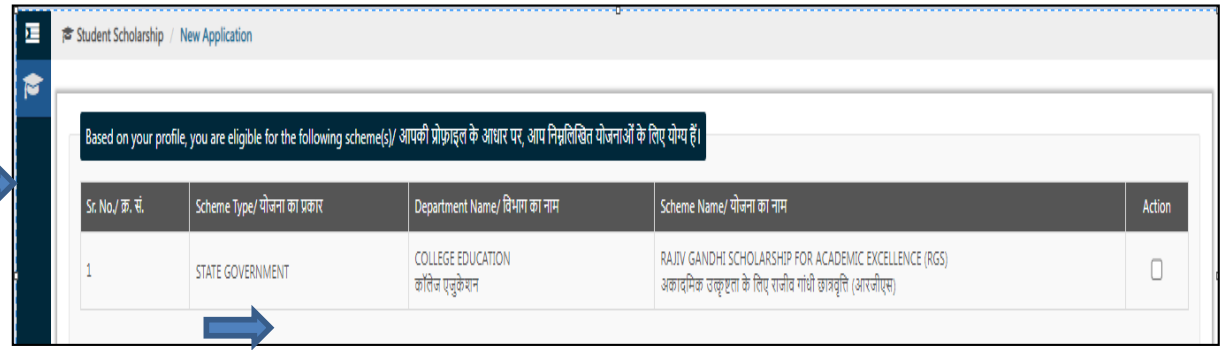 Student Scholarship / New Application
Based on your profile, you are eligible for the following scheme(s)/ आपकी प्रोफ़ाइल के आधार पर, आप निम्नलिखित योजनाओं के लिए योग्य हैं।
Sr. No./ क्र. सं. Scheme Type/ योजना का प्रकार Department Name/ विभाग का नाम Scheme Name/ योजना का नाम Action
1 STATE GOVERNMENT COLLEGE EDUCATION RAJIV GANDHI SCHOLARSHIP FOR ACADEMIC EXCELLENCE (RGS)
कॉलेज एजुकेशन अकादमिक उत्कृष्टता के लिए राजीव गांधी छात्रवृत्ति (आरजीएस)